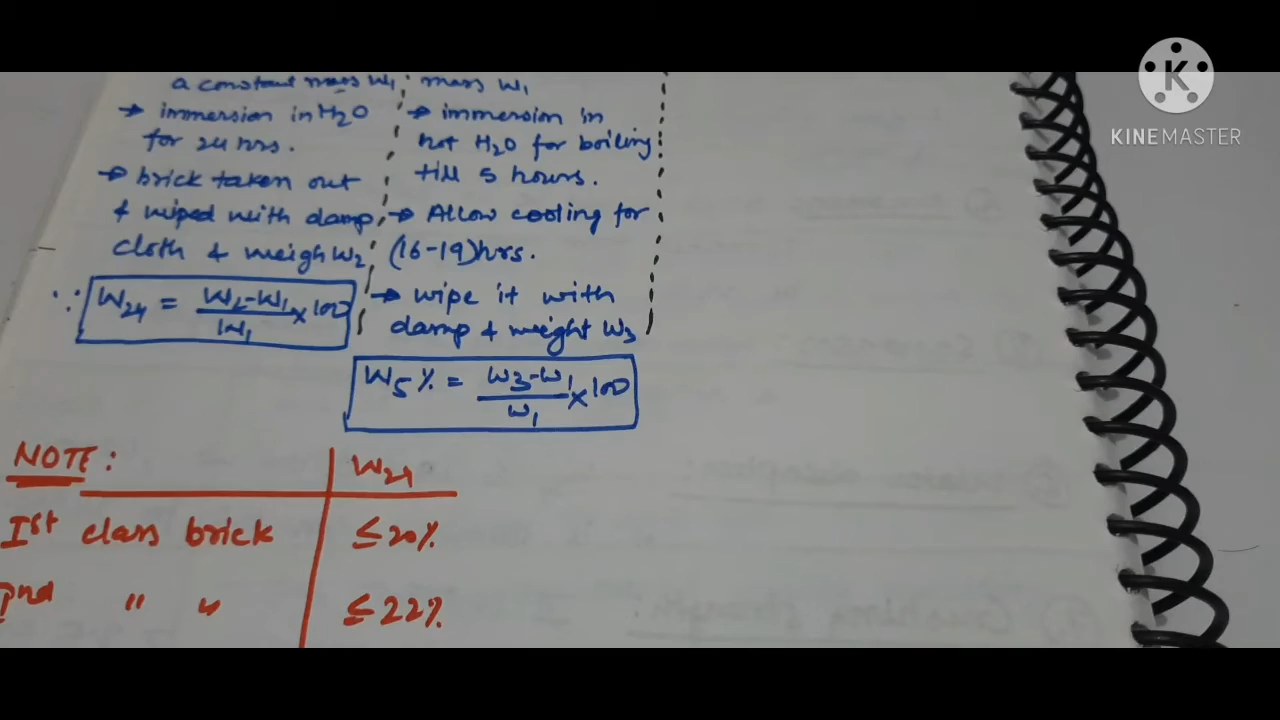 a constant mass W1
→ immersion in H2O
for 24 hrs.
→ brick taken out
& wiped with damp
cloth & weigh W2
∵ W24 = W2-W1/W1 × 100
mass W1
→ immersion in
hot H2O for boiling
till 5 hours.
→ Allow cooling for
(16-19)hrs.
→ wipe it with
damp & weight W3
W5 % = W3-W1/W1 × 100
NOTE:
W24
Ist class brick ≤20%
IInd " " ≤22%
K
KINEMASTER